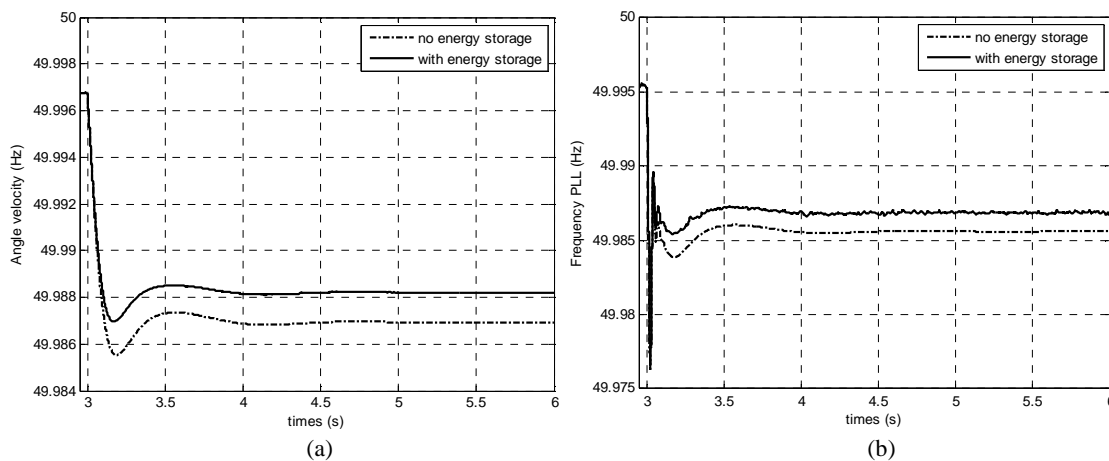 50
49.998
49.996
49.994
49.992
49.99
49.988
49.986
49.984
Angle velocity (Hz)
no energy storage
with energy storage
3
3.5
4
4.5
5
5.5
6
times (s)
(a)
50
49.995
49.99
49.985
49.98
49.975
Frequency PLL (Hz)
no energy storage
with energy storage
3
3.5
4
4.5
5
5.5
6
times (s)
(b)